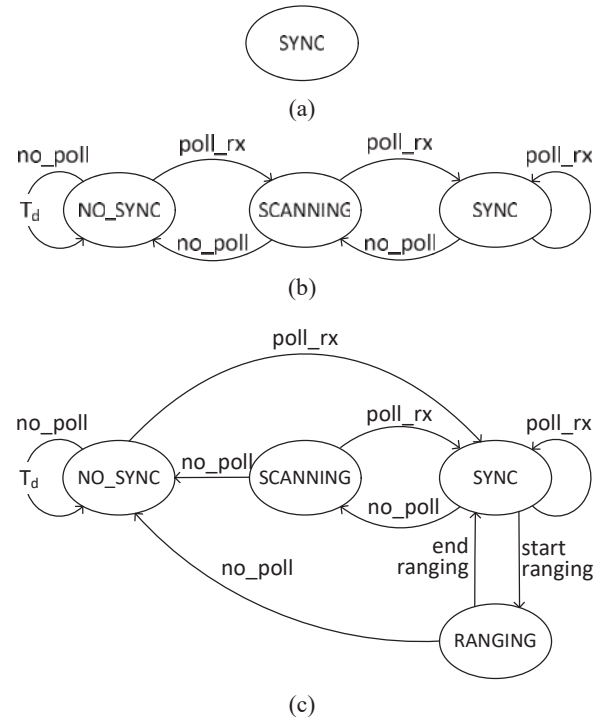 SYNC
(a)
no_poll
poll_rx
poll_rx
poll_rx
T_d
NO_SYNC
SCANNING
SYNC
no_poll
no_poll
(b)
poll_rx
no_poll
poll_rx
poll_rx
T_d
NO_SYNC
no_poll
SCANNING
SYNC
no_poll
end
ranging
start
ranging
no_poll
RANGING
(c)